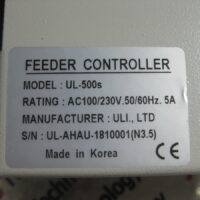 FEEDER CONTROLLER
MODEL : UL-500s
RATING : AC100/230V.50/60Hz. 5A
MANUFACTURER : ULI., LTD
S/N : UL-AHAU-1810001(N3.5)
Made in Korea CE